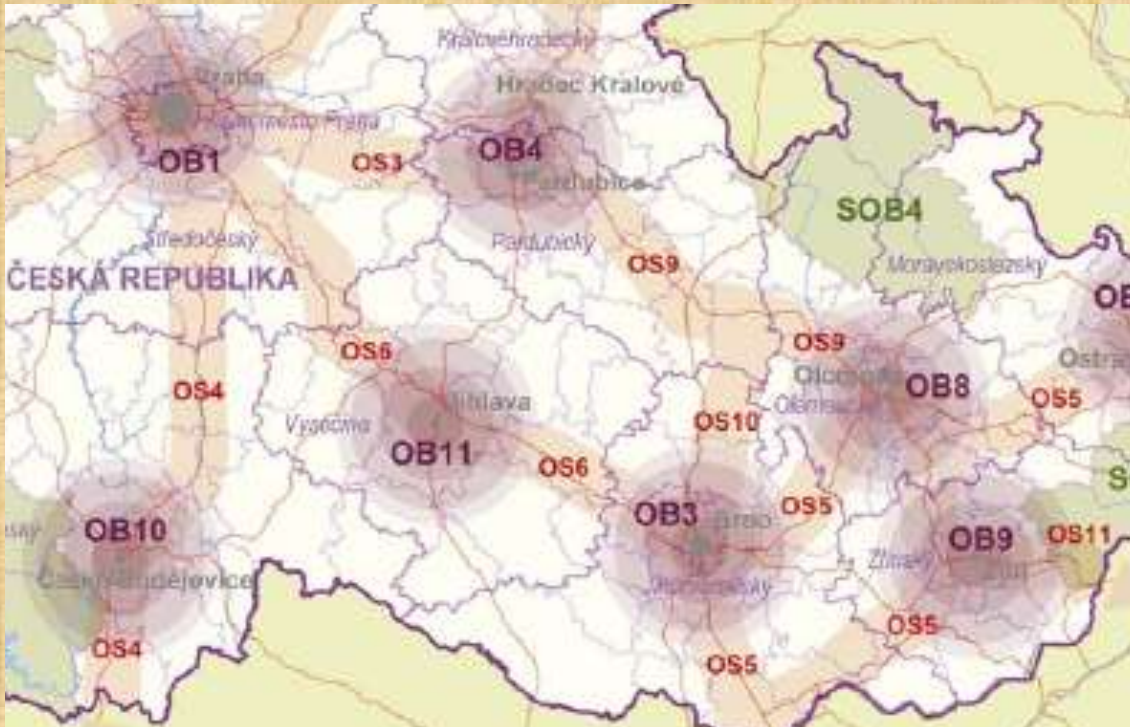 Královéhradecký
Praha
Hradec Králové
Hlavní město Praha
OB1
OS3
OB4
Pardubice
SOB4
Středočeský
Pardubický
OS9
Moravskoslezský
ČESKÁ REPUBLIKA
OS6
OS9
Olomouc
OB8
OS4
OS5
Jihlava
Olomoucký
Vysočina
OS10
OB11
OS6
OS5
OB3
Brno
OB10
OB9
OS11
Zlínský
Zlín
České Budějovice
Jihomoravský
OS5
OS4
OS5